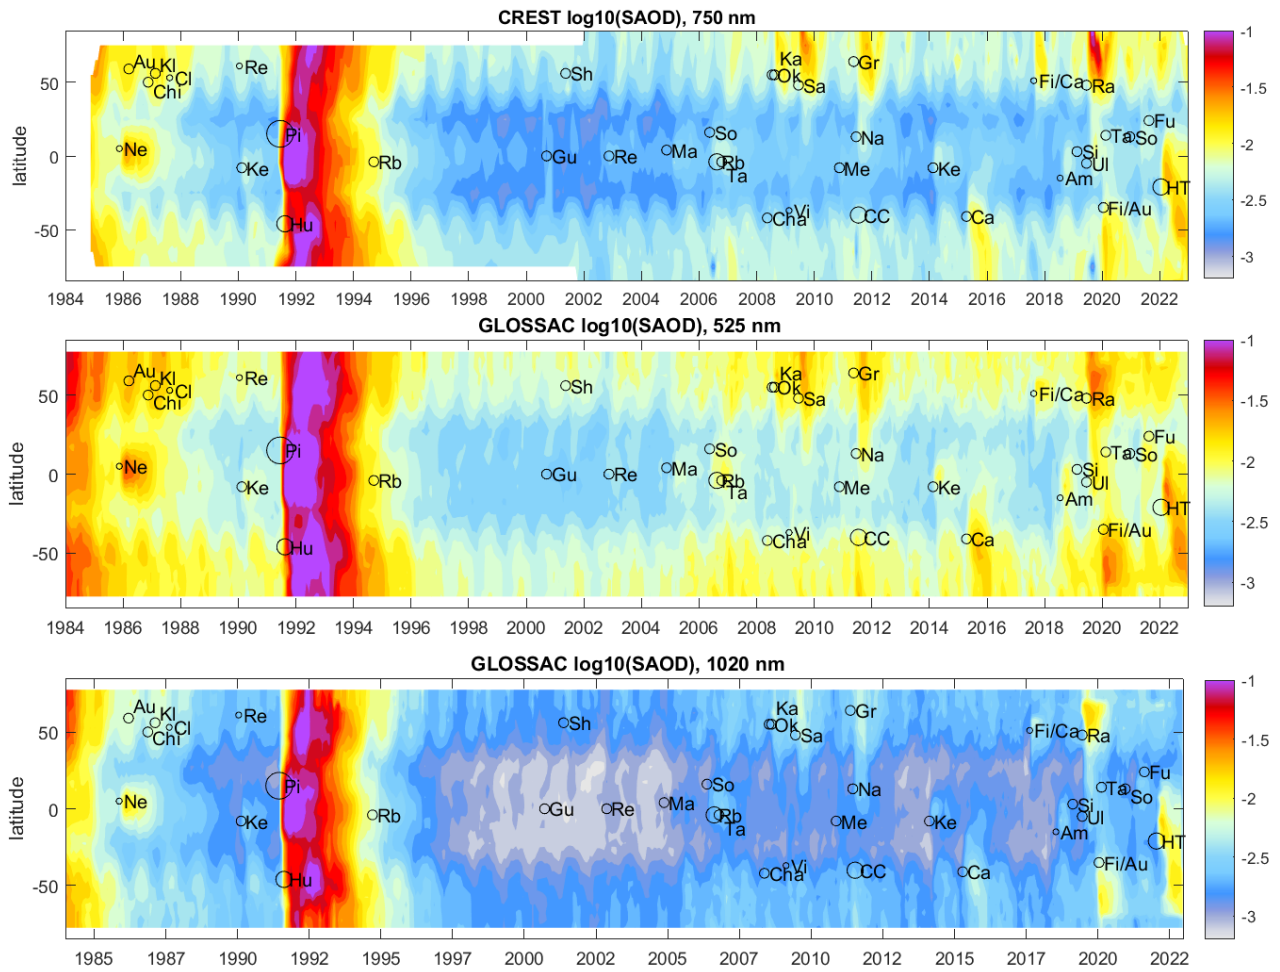 CREST log10(SAOD), 750 nm
latitude
50
0
-50
Au Kl Cl
Chi
Re
Ne
Pi
Ke
Hu
Rb
Sh
Gu
Re
Ma
So
Rb
Ta
Ka
Ok
Sa
Gr
Na
Me
Ke
Vi
Cha
CC
Ca
Fi/Ca
Ra
Fu
Ta
So
Si
Ul
Am
HT
Fi/Au
-1
-1.5
-2
-2.5
-3
1984 1986 1988 1990 1992 1994 1996 1998 2000 2002 2004 2006 2008 2010 2012 2014 2016 2018 2020 2022
GLOSSAC log10(SAOD), 525 nm
latitude
50
0
-50
Au Kl Cl
Chi
Re
Ne
Pi
Ke
Hu
Rb
Sh
Gu
Re
Ma
So
Rb
Ta
Ka
Ok
Sa
Gr
Na
Me
Ke
Vi
Cha
CC
Ca
Fi/Ca
Ra
Fu
Ta
So
Si
Ul
Am
HT
Fi/Au
-1
-1.5
-2
-2.5
-3
1984 1986 1988 1990 1992 1994 1996 1998 2000 2002 2004 2006 2008 2010 2012 2014 2016 2018 2020 2022
GLOSSAC log10(SAOD), 1020 nm
latitude
50
0
-50
Au Kl Cl
Chi
Re
Ne
Pi
Ke
Hu
Rb
Sh
Gu
Re
Ma
So
Rb
Ta
Ka
Ok
Sa
Gr
Na
Me
Ke
Vi
Cha
CC
Ca
Fi/Ca
Ra
Fu
Ta
So
Si
Ul
Am
HT
Fi/Au
-1
-1.5
-2
-2.5
-3
1985 1987 1990 1992 1995 1997 2000 2002 2005 2007 2010 2012 2015 2017 2020 2022